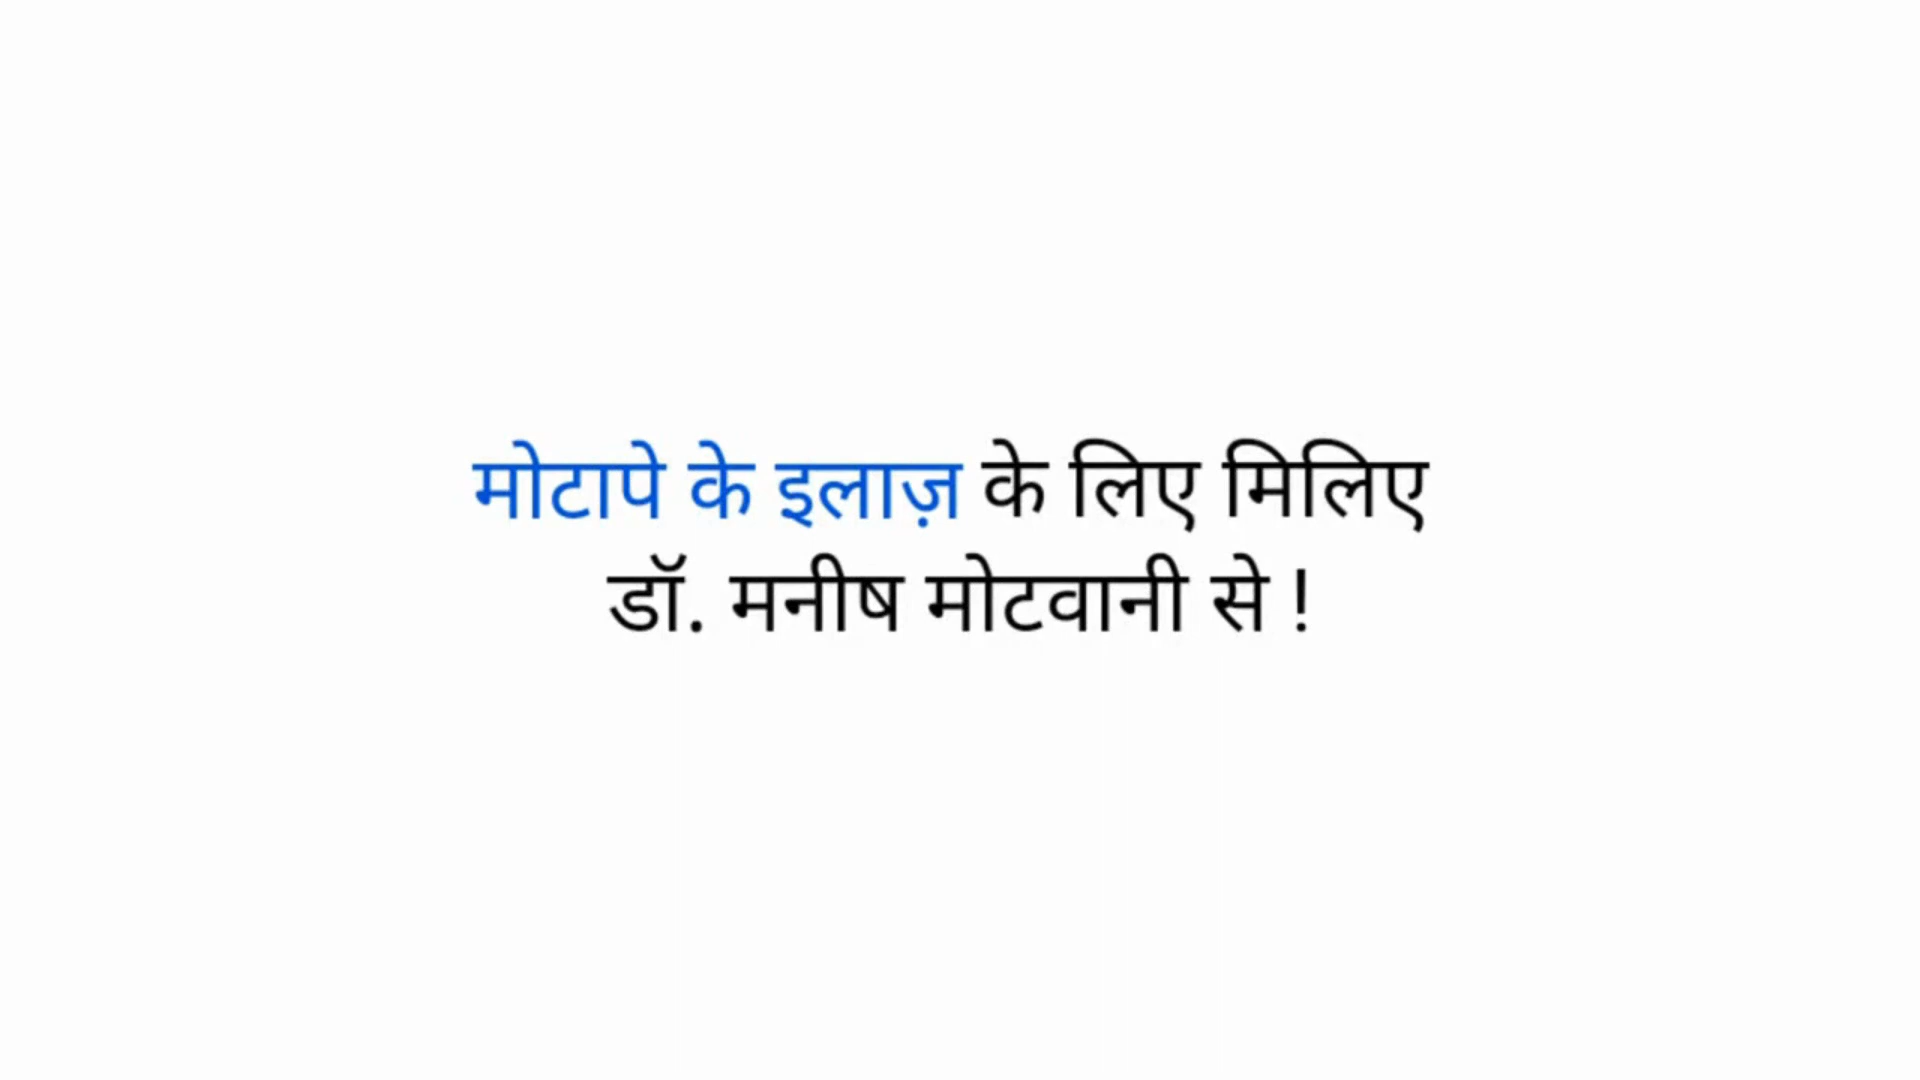 मोटापे के इलाज़ के लिए मिलिए
डॉ. मनीष मोटवानी से !